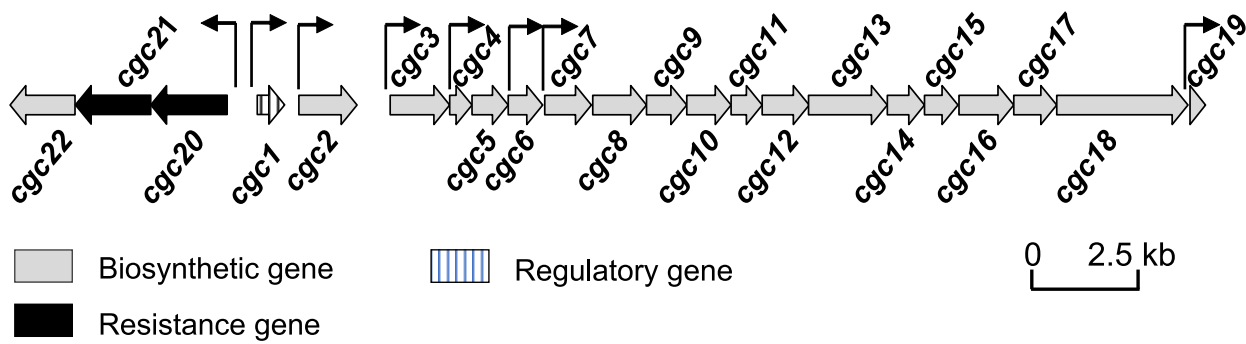 cgc21 cgc3 cgc4 cgc7 cgc9 cgc11 cgc13 cgc15 cgc17 cgc19
cgc22 cgc20 cgc1 cgc2 cgc5 cgc6 cgc8 cgc10 cgc12 cgc14 cgc16 cgc18
0 2.5 kb
Biosynthetic gene
Regulatory gene
Resistance gene